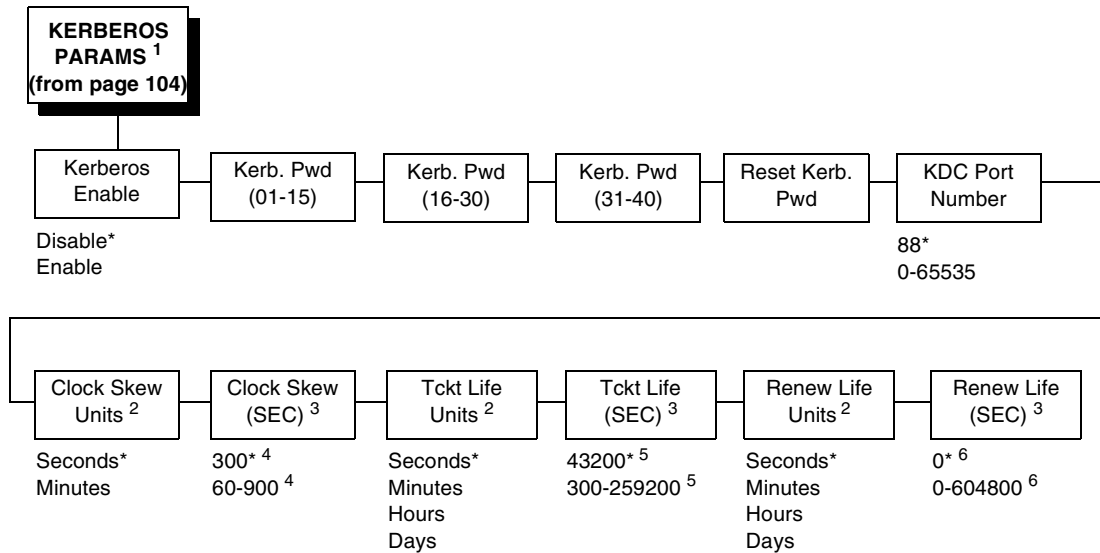 KERBEROS
PARAMS 1
(from page 104)
Kerberos
Enable
Kerb. Pwd
(01-15)
Kerb. Pwd
(16-30)
Kerb. Pwd
(31-40)
Reset Kerb.
Pwd
KDC Port
Number
Disable*
Enable
88*
0-65535
Clock Skew
Units 2
Clock Skew
(SEC) 3
Tckt Life
Units 2
Tckt Life
(SEC) 3
Renew Life
Units 2
Renew Life
(SEC) 3
Seconds*
Minutes
300* 4
60-900 4
Seconds*
Minutes
Hours
Days
43200* 5
300-259200 5
Seconds*
Minutes
Hours
Days
0* 6
0-604800 6